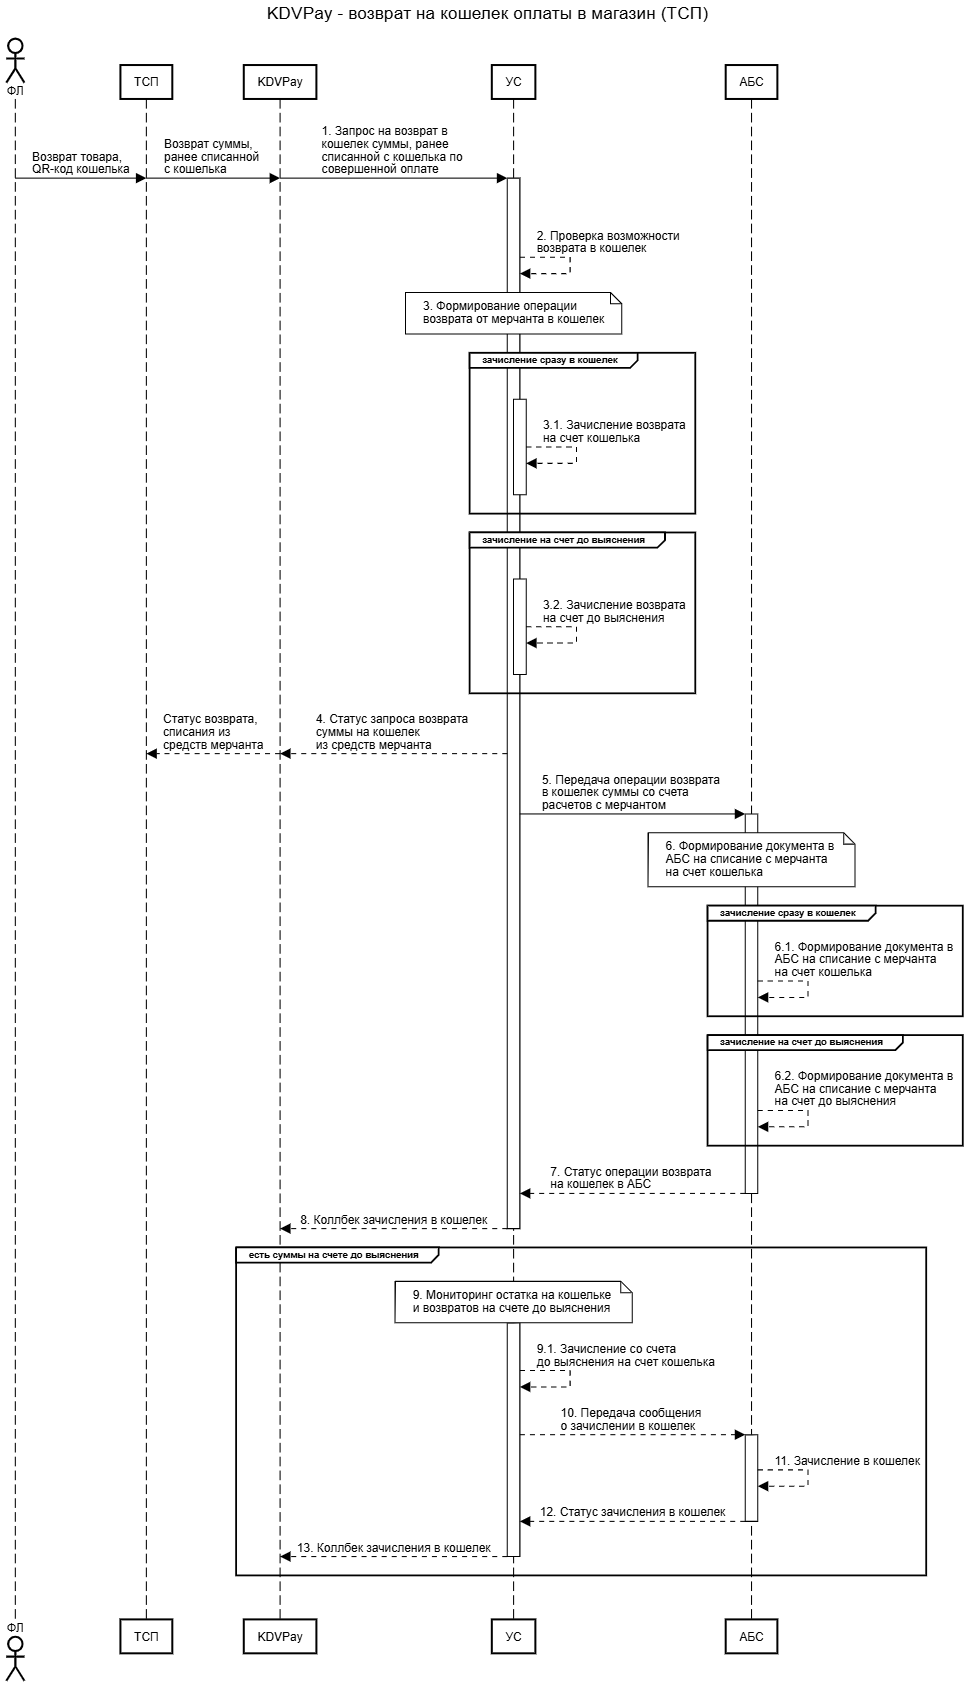 KDVPay - возврат на кошелек оплаты в магазин (ТСП)
ФЛ
ТСП
KDVPay
УС
АБС
Возврат товара,
QR-код кошелька
Возврат суммы,
ранее списанной
с кошелька
1. Запрос на возврат в
кошелек суммы, ранее
списанной с кошелька по
совершенной оплате
2. Проверка возможности
возврата в кошелек
3. Формирование операции
возврата от мерчанта в кошелек
зачисление сразу в кошелек
3.1. Зачисление возврата
на счет кошелька
зачисление на счет до выяснения
3.2. Зачисление возврата
на счет до выяснения
Статус возврата,
списания из
средств мерчанта
4. Статус запроса возврата
суммы на кошелек
из средств мерчанта
5. Передача операции возврата
в кошелек суммы со счета
расчетов с мерчантом
6. Формирование документа в
АБС на списание с мерчанта
на счет кошелька
зачисление сразу в кошелек
6.1. Формирование документа в
АБС на списание с мерчанта
на счет кошелька
зачисление на счет до выяснения
6.2. Формирование документа в
АБС на списание с мерчанта
на счет до выяснения
7. Статус операции возврата
на кошелек в АБС
8. Коллбек зачисления в кошелек
есть суммы на счете до выяснения
9. Мониторинг остатка на кошельке
и возвратов на счете до выяснения
9.1. Зачисление со счета
до выяснения на счет кошелька
10. Передача сообщения
о зачислении в кошелек
11. Зачисление в кошелек
12. Статус зачисления в кошелек
13. Коллбек зачисления в кошелек
ФЛ
ТСП
KDVPay
УС
АБС